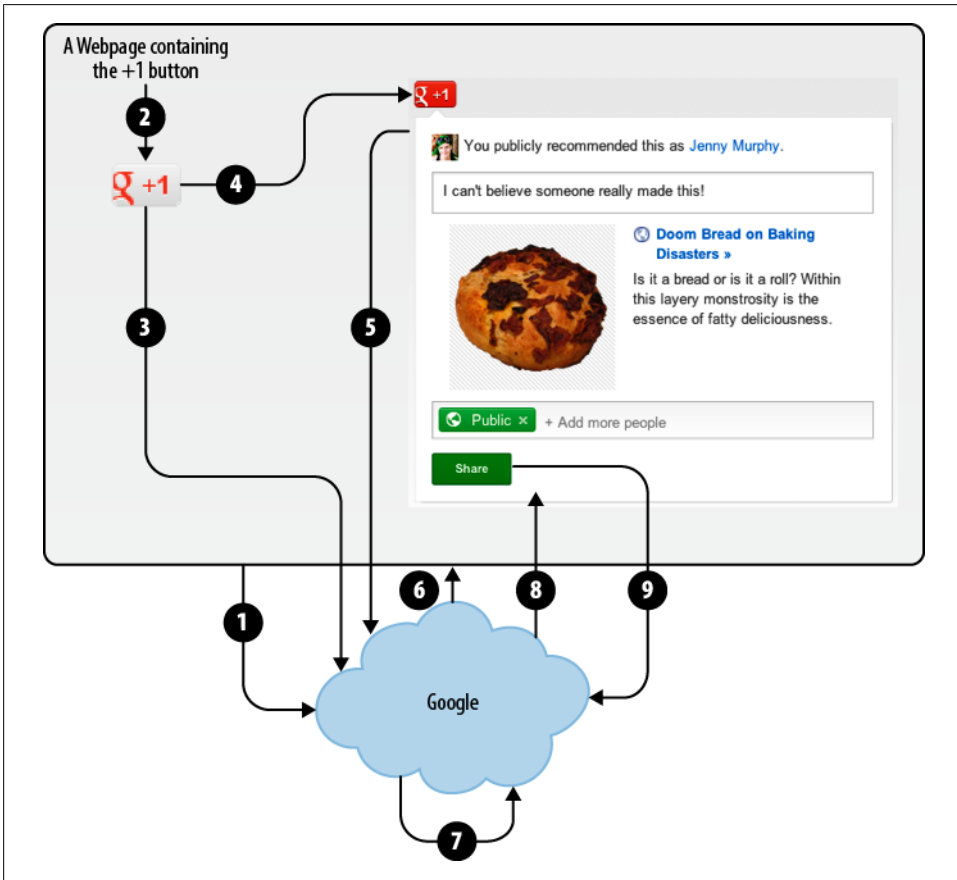 A Webpage containing
the +1 button
2
g +1
4
g +1
You publicly recommended this as Jenny Murphy.
I can't believe someone really made this!
Doom Bread on Baking
Disasters »
Is it a bread or is it a roll? Within
this layery monstrosity is the
essence of fatty deliciousness.
3
5
Public × + Add more people
Share
6
8
9
1
Google
7